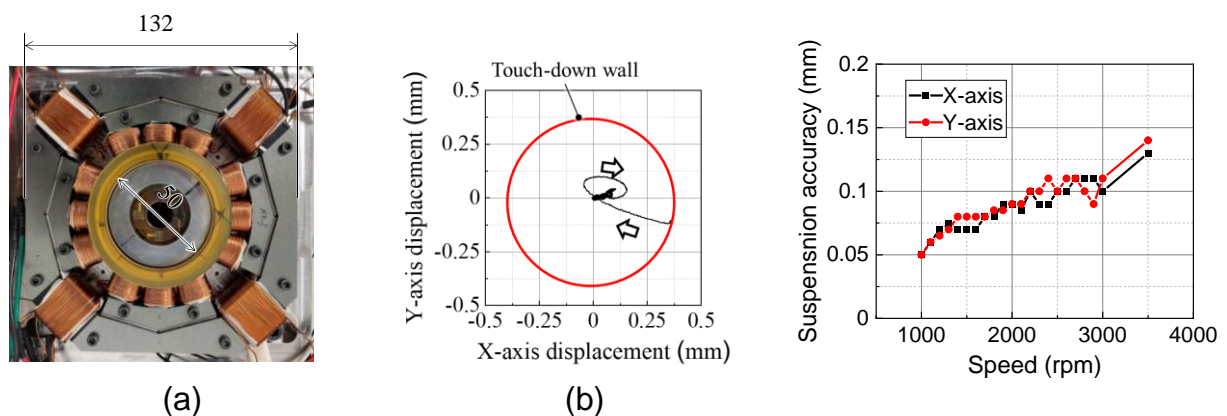 132
50
(a)
Touch-down wall
Y-axis displacement (mm)
0.5
0.25
0
-0.25
-0.5
-0.5 -0.25 0 0.25 0.5
X-axis displacement (mm)
(b)
Suspensnion accuracy (mm)
0.2
0.15
0.1
0.05
0
X-axis
Y-axis
1000 2000 3000 4000
Speed (rpm)